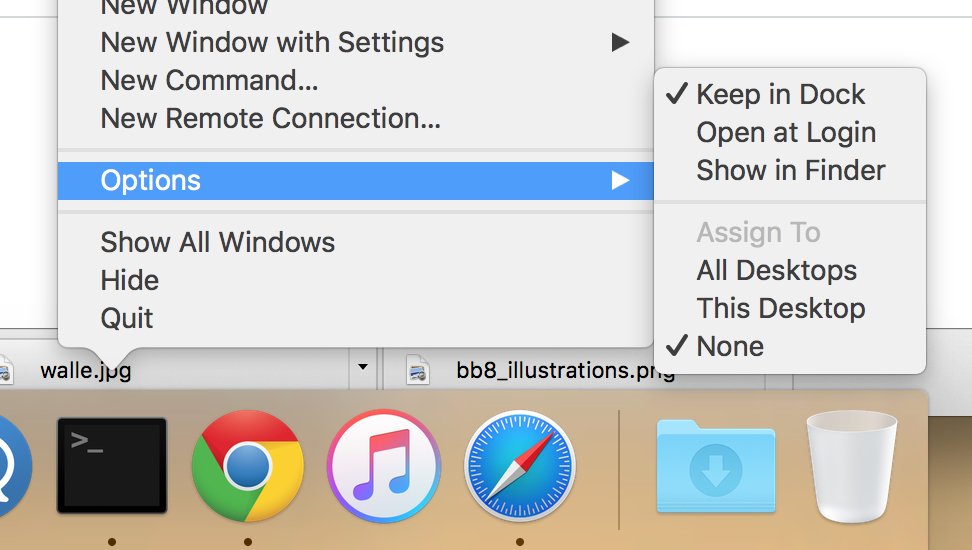 New Window
New Window with Settings
New Command...
New Remote Connection...
Options
Show All Windows
Hide
Quit
Keep in Dock
Open at Login
Show in Finder
Assign To
All Desktops
This Desktop
None
walle.jpg
bb8_illustrations.png
>_